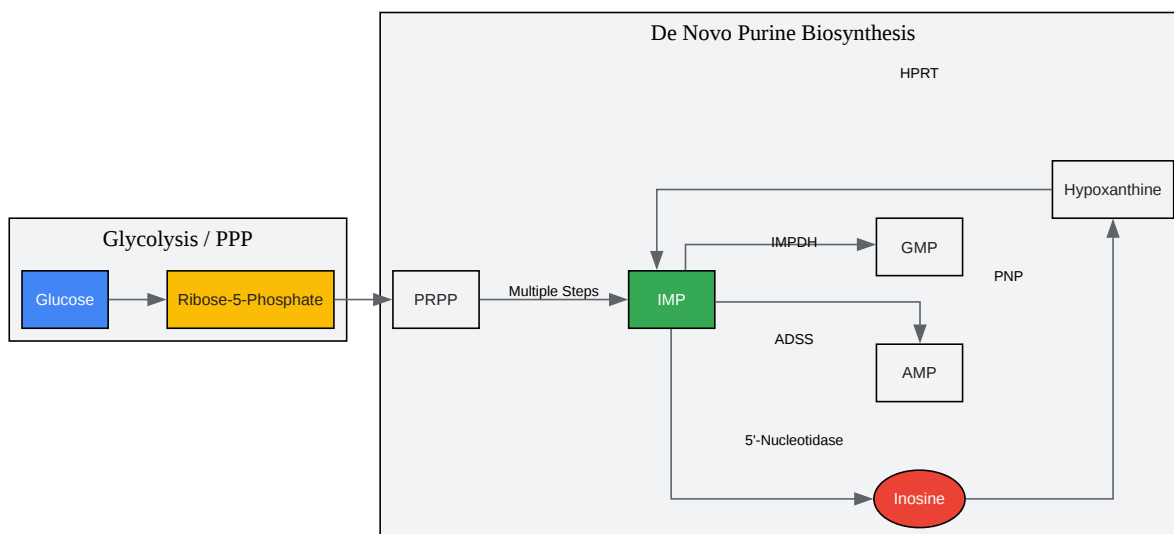 De Novo Purine Biosynthesis
HPRT
Hypoxanthine
Glycolysis / PPP
IMPDH
GMP
PNP
Glucose
Ribose-5-Phosphate
PRPP
Multiple Steps
IMP
ADSS
AMP
5'-Nucleotidase
Inosine